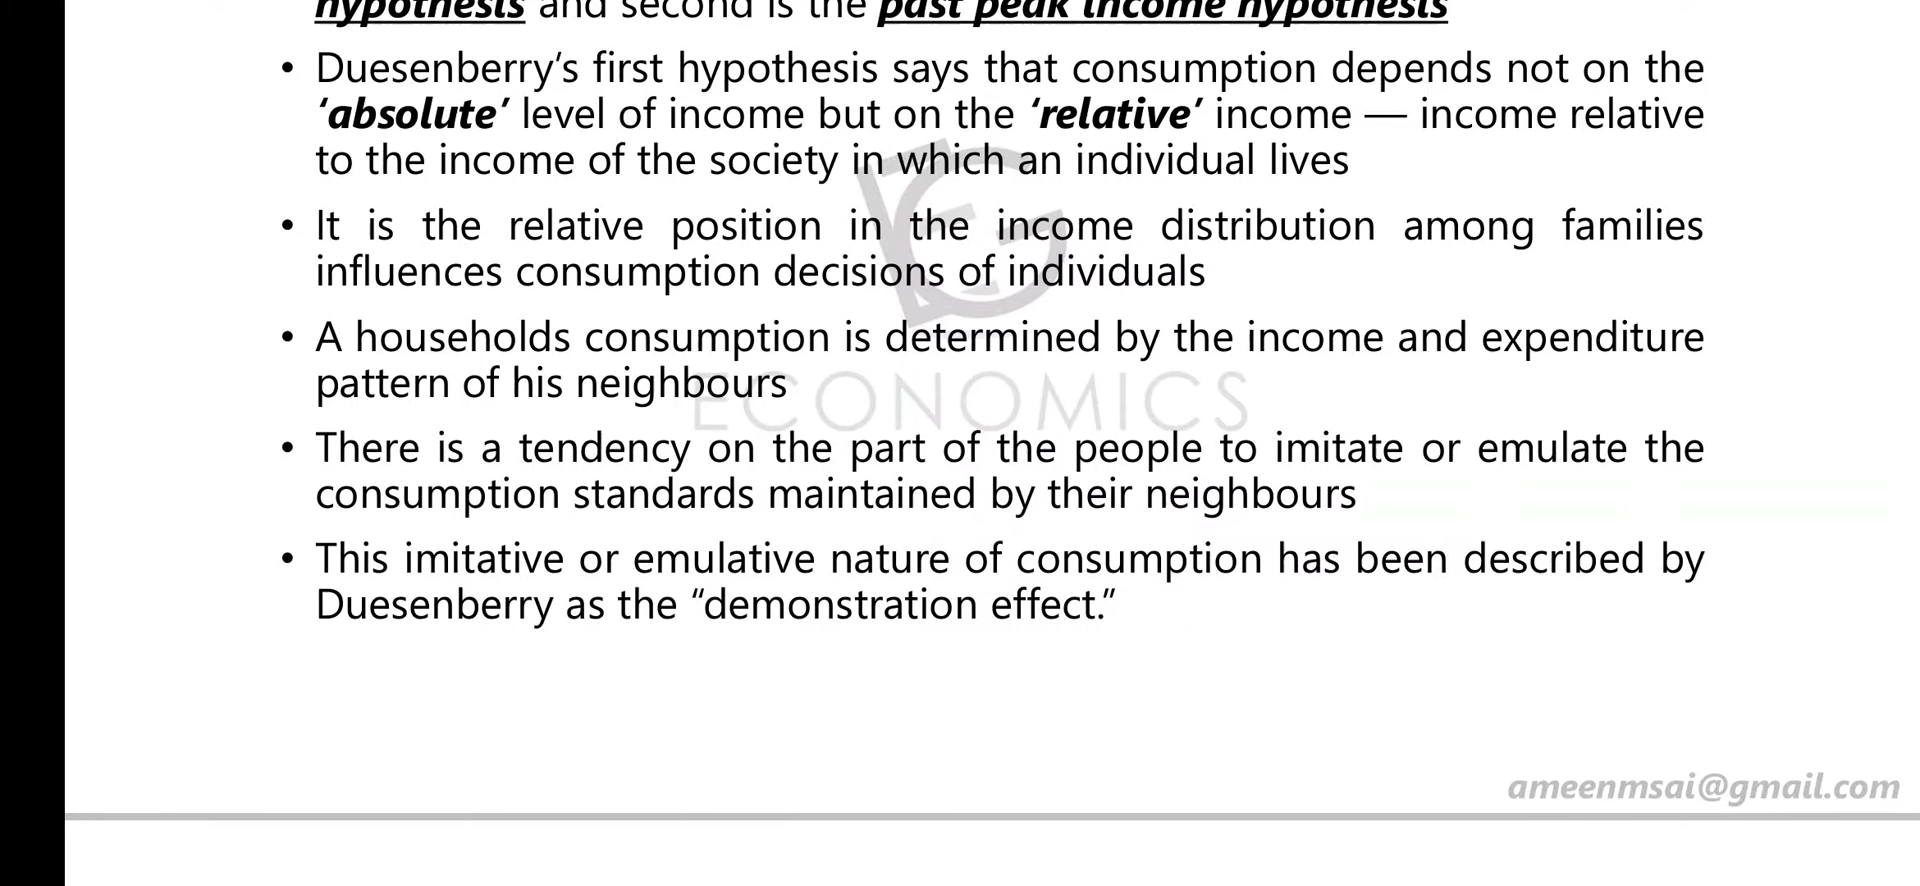 hypothesis and second is the past peak income hypothesis
• Duesenberry’s first hypothesis says that consumption depends not on the
‘absolute’ level of income but on the ‘relative’ income — income relative
to the income of the society in which an individual lives
• It is the relative position in the income distribution among families
influences consumption decisions of individuals
• A households consumption is determined by the income and expenditure
pattern of his neighbours
ECONOMICS
• There is a tendency on the part of the people to imitate or emulate the
consumption standards maintained by their neighbours
• This imitative or emulative nature of consumption has been described by
Duesenberry as the “demonstration effect.”
ameenmsai@gmail.com